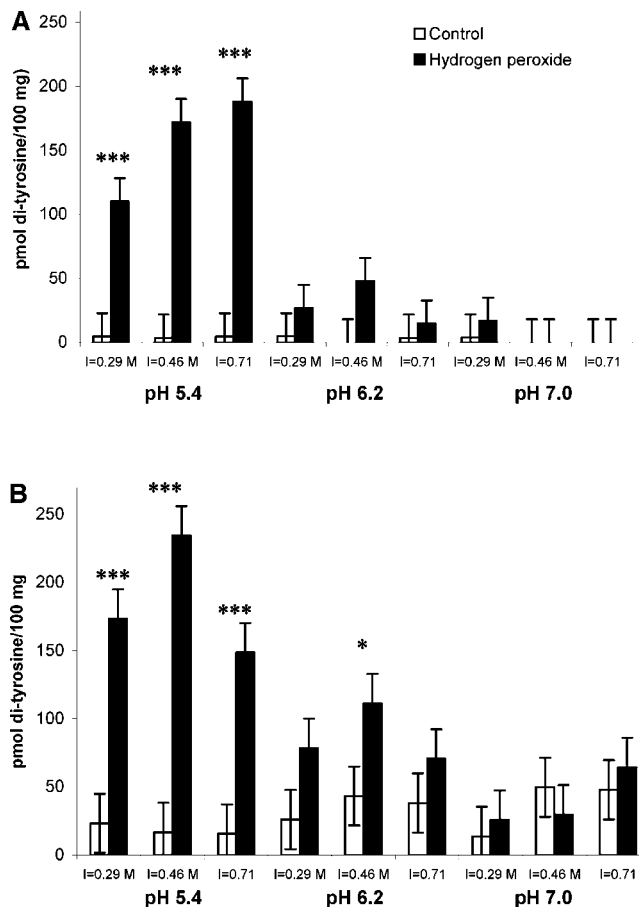 A
pmol di-tyrosine/100 mg
250
200
150
100
50
0
Control
Hydrogen peroxide
*** *** ***
I=0.29 M I=0.46 M I=0.71 I=0.29 M I=0.46 M I=0.71 I=0.29 M I=0.46 M I=0.71
pH 5.4 pH 6.2 pH 7.0
B
pmol di-tyrosine/100 mg
250
200
150
100
50
0
*** *** *** *
I=0.29 M I=0.46 M I=0.71 I=0.29 M I=0.46 M I=0.71 I=0.29 M I=0.46 M I=0.71
pH 5.4 pH 6.2 pH 7.0